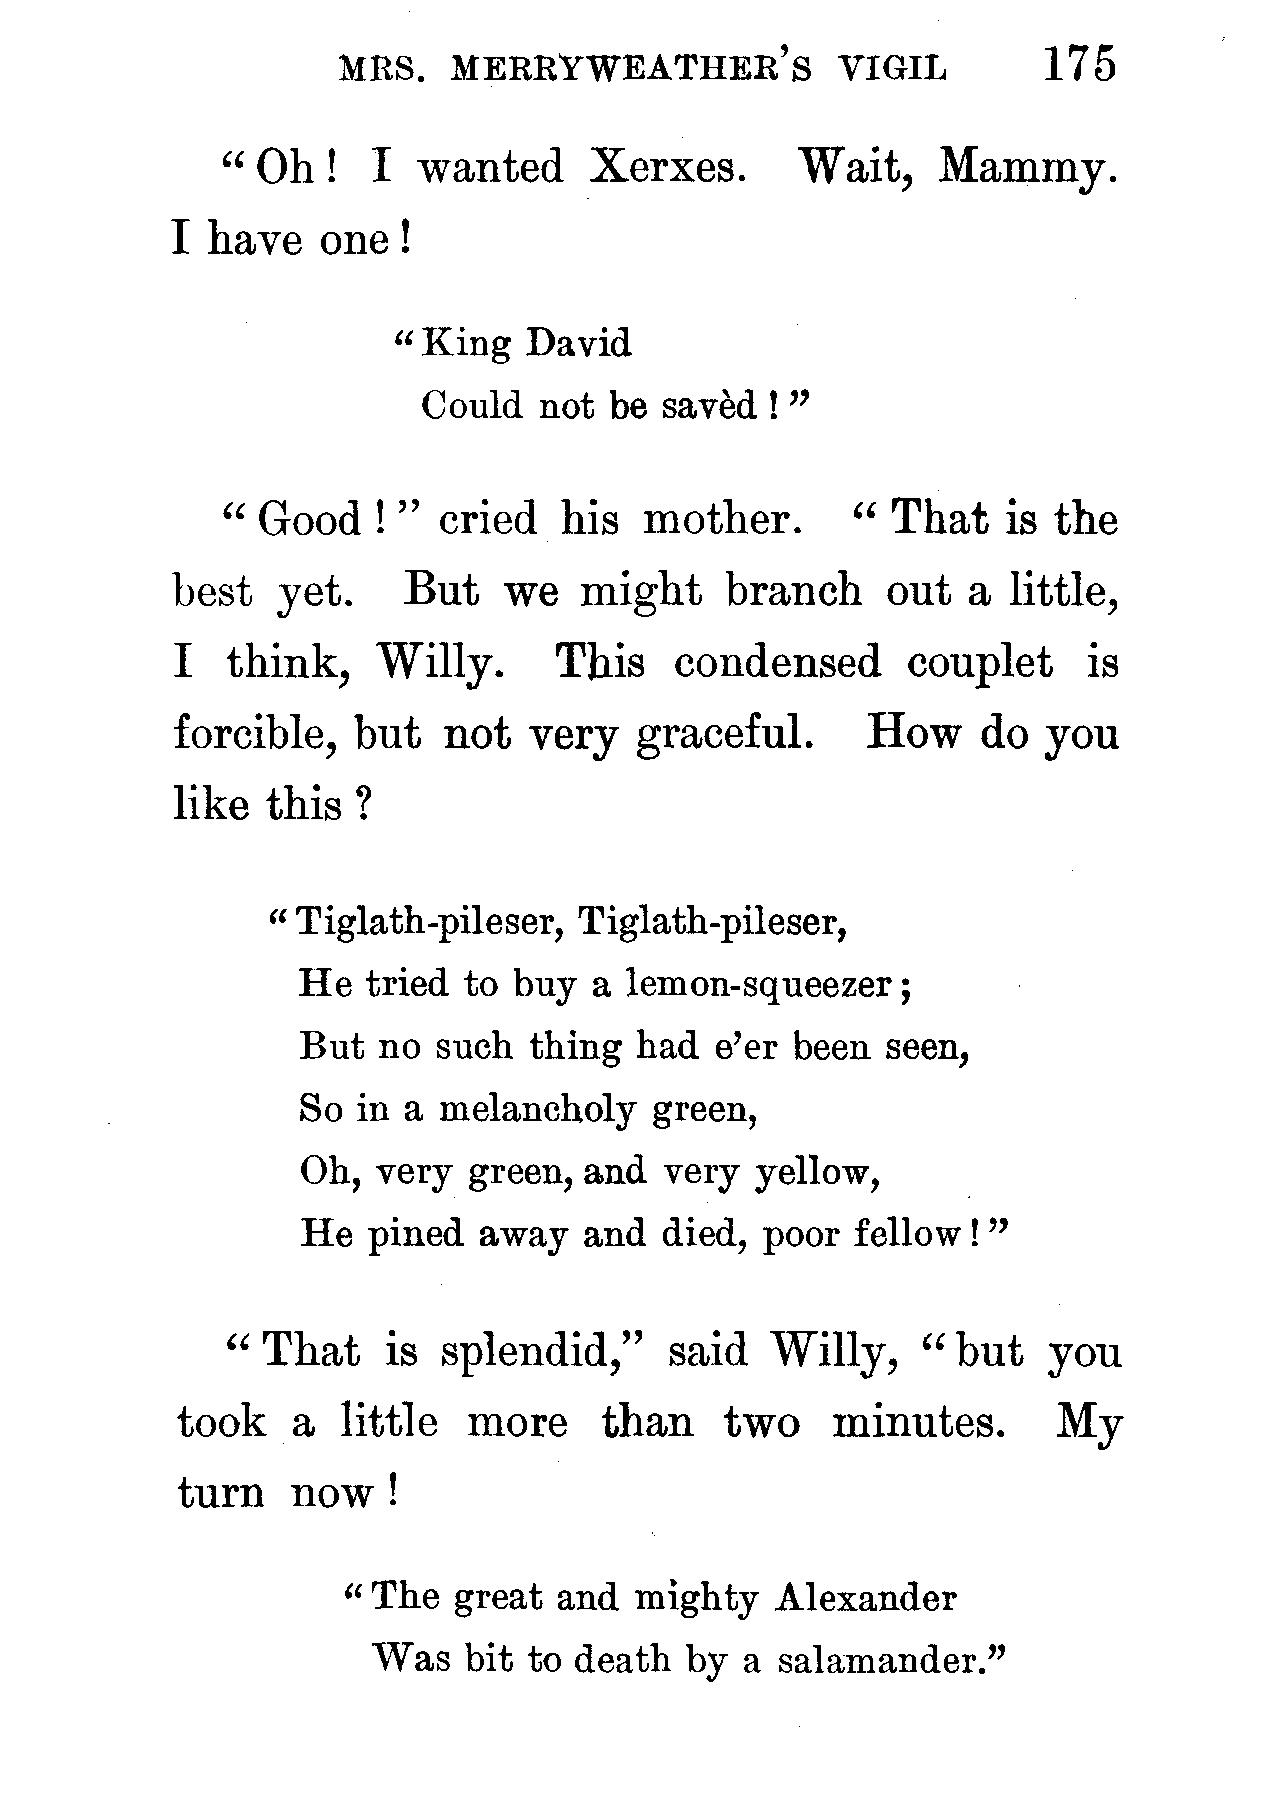 MRS. MERRYWEATHER'S VIGIL 175
“Oh! I wanted Xerxes. Wait, Mammy.
I have one!
“King David
Could not be savèd!”
“Good!” cried his mother. “That is the
best yet. But we might branch out a little,
I think, Willy. This condensed couplet is
forcible, but not very graceful. How do you
like this?
“Tiglath-pileser, Tiglath-pileser,
He tried to buy a lemon-squeezer;
But no such thing had e’er been seen,
So in a melancholy green,
Oh, very green, and very yellow,
He pined away and died, poor fellow!”
“That is splendid,” said Willy, “but you
took a little more than two minutes. My
turn now!
“The great and mighty Alexander
Was bit to death by a salamander.”